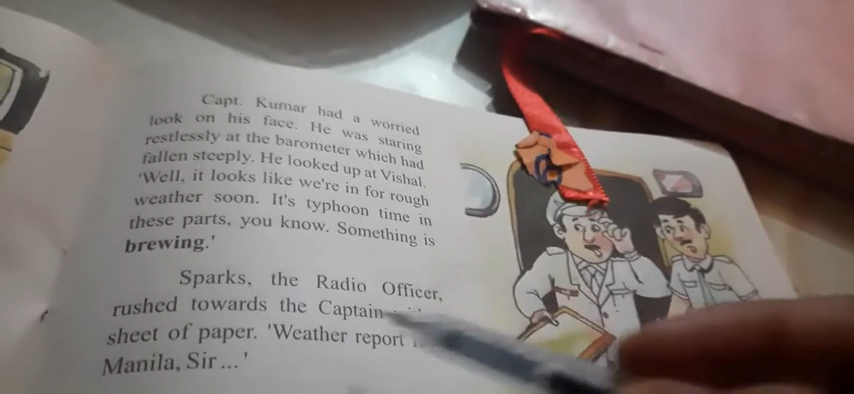 Capt. Kumar had a worried
look on his face. He was staring
restlessly at the barometer which had
fallen steeply. He looked up at Vishal.
'Well, it looks like we're in for rough
weather soon. It's typhoon time in
these parts, you know. Something is
brewing.'
Sparks, the Radio Officer,
rushed towards the Captain
sheet of paper. 'Weather report
Manila, Sir ... '